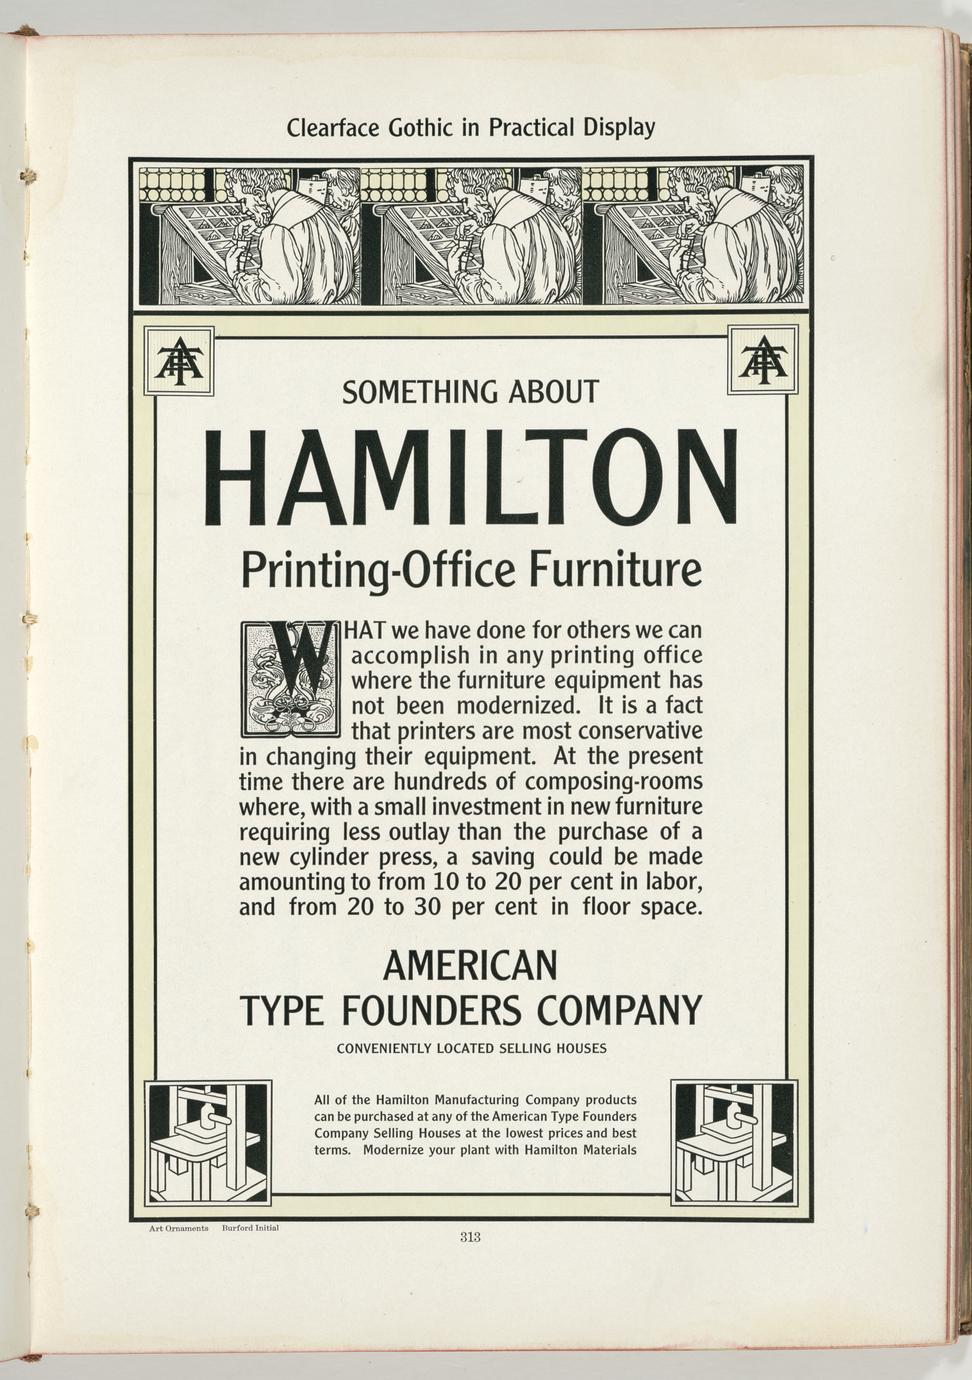 Clearface Gothic in Practical Display
ATF ATF
SOMETHING ABOUT
HAMILTON
Printing-Office Furniture
WHAT we have done for others we can
accomplish in any printing office
where the furniture equipment has
not been modernized. It is a fact
that printers are most conservative
in changing their equipment. At the present
time there are hundreds of composing-rooms
where, with a small investment in new furniture
requiring less outlay than the purchase of a
new cylinder press, a saving could be made
amounting to from 10 to 20 per cent in labor,
and from 20 to 30 per cent in floor space.
AMERICAN
TYPE FOUNDERS COMPANY
CONVENIENTLY LOCATED SELLING HOUSES
All of the Hamilton Manufacturing Company products
can be purchased at any of the American Type Founders
Company Selling Houses at the lowest prices and best
terms. Modernize your plant with Hamilton Materials
Art Ornaments Burford Initial
313